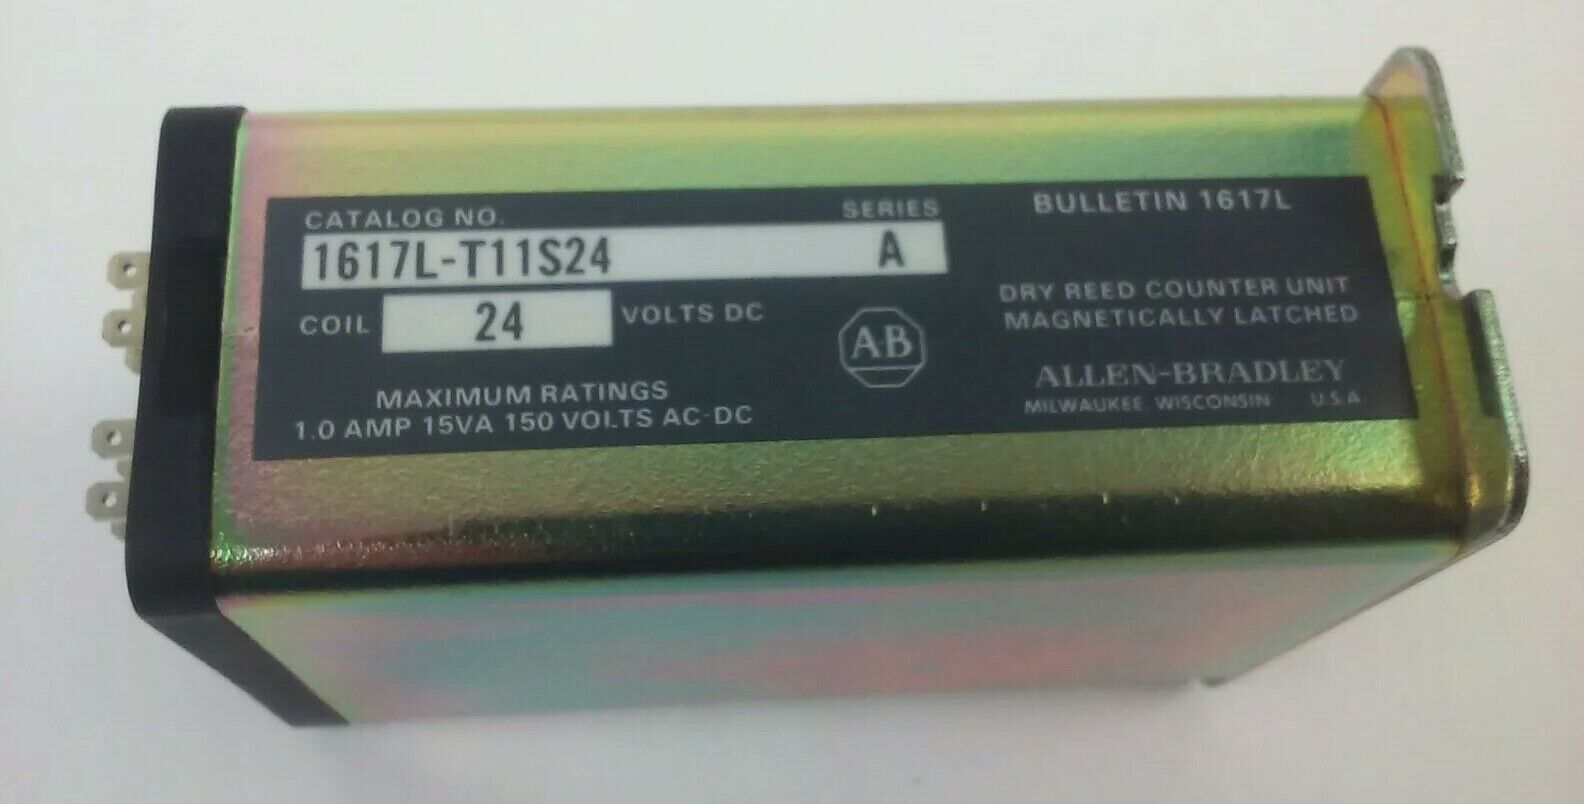 CATALOG NO. SERIES
1617L-T11S24 A
COIL 24 VOLTS DC
MAXIMUM RATINGS
1.0 AMP 15VA 150 VOLTS AC-DC
AB
BULLETIN 1617L
DRY REED COUNTER UNIT
MAGNETICALLY LATCHED
ALLEN-BRADLEY
MILWAUKEE, WISCONSIN U.S.A.